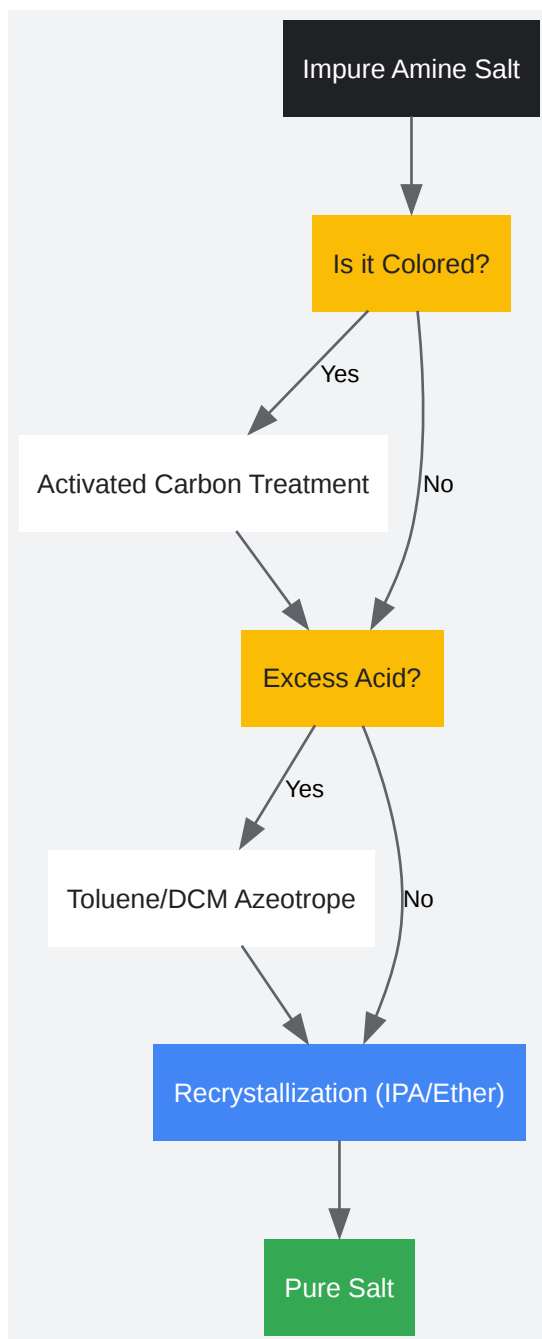 Impure Amine Salt
Is it Colored?
Yes
Activated Carbon Treatment
No
Excess Acid?
Yes
Toluene/DCM Azeotrope
No
Recrystallization (IPA/Ether)
Pure Salt